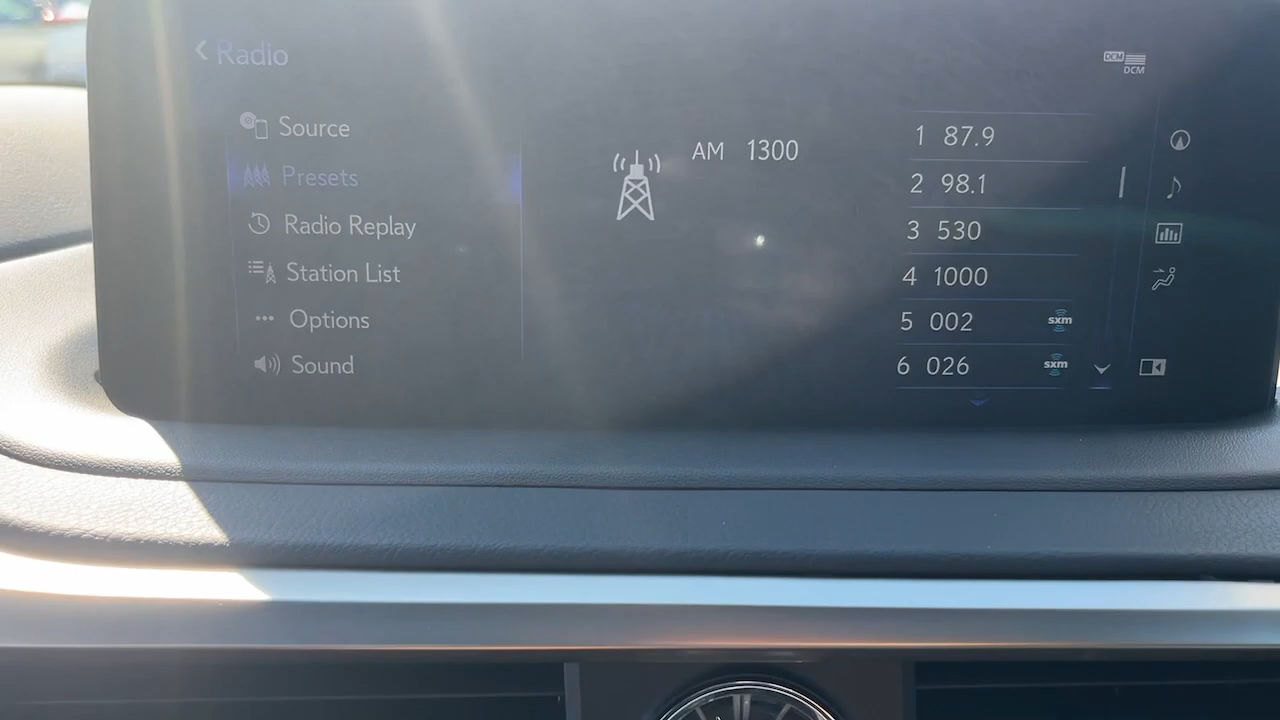 Radio
DCM
DCM
Source
Presets
Radio Replay
Station List
Options
Sound
AM 1300
1 87.9
2 98.1
3 530
4 1000
5 002 sxm
6 026 sxm